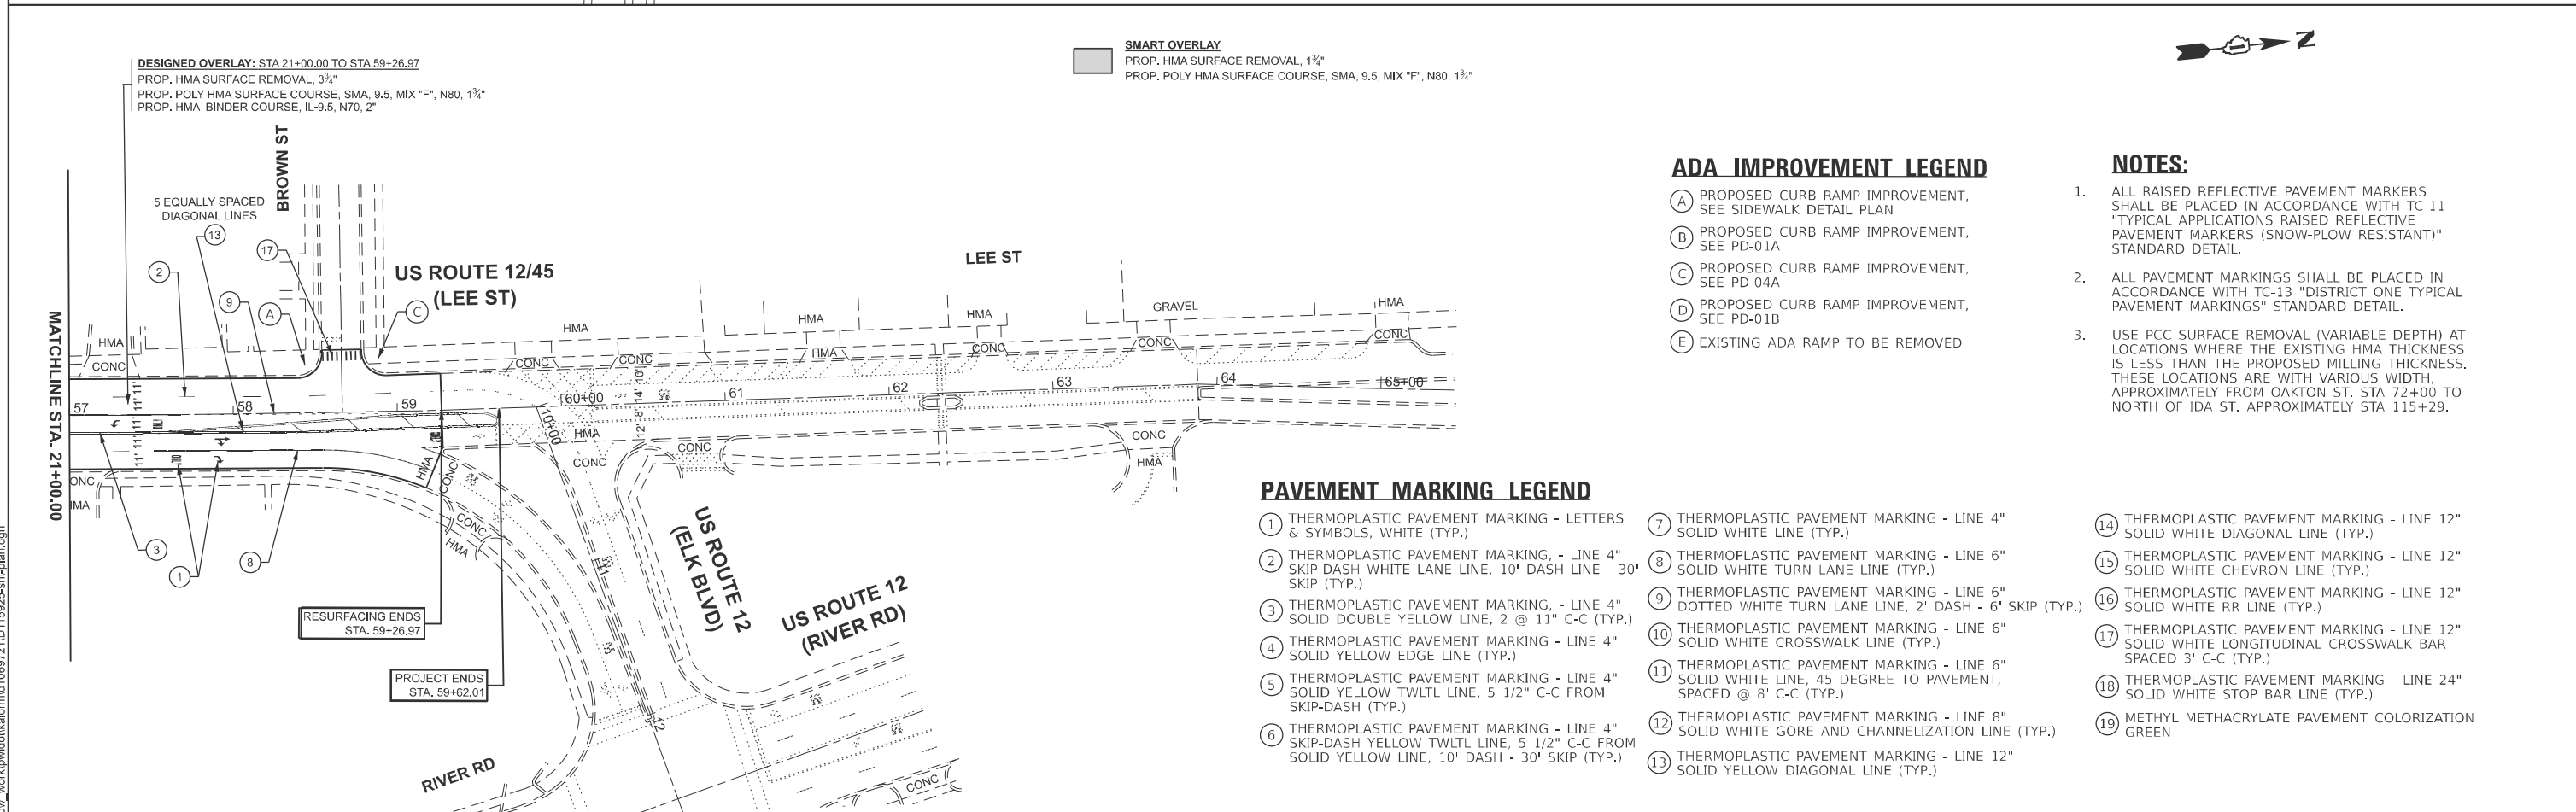 DESIGNED OVERLAY: STA 21+00.00 TO STA 59+26.97
PROP. HMA SURFACE REMOVAL, 3¾"
PROP. POLY HMA SURFACE COURSE, SMA, 9.5, MIX "F", N80, 1¾"
PROP. HMA BINDER COURSE, IL-9.5, N70, 2"
SMART OVERLAY
PROP. HMA SURFACE REMOVAL, 1¾"
PROP. POLY HMA SURFACE COURSE, SMA, 9.5, MIX "F", N80, 1¾"
N
MATCHLINE STA. 21+00.00
BROWN ST
5 EQUALLY SPACED
DIAGONAL LINES
13
17
2
9
A
C
US ROUTE 12/45
(LEE ST)
LEE ST
HMA
CONC
HMA
CONC
CONC
HMA
HMA
HMA
CONC
GRAVEL
CONC
HMA
CONC
57
58
59
60+00
61
62
63
64
65+00
11' 11'
11' 11' 11'
10'
14'
8'
12'
10+00
HMA
CONC
CONC
CONC
HMA
HMA
CONC
CONC
HMA
ONC
HMA
3
1
8
11
12
RESURFACING ENDS
STA. 59+26.97
PROJECT ENDS
STA. 59+62.01
US ROUTE 12
(ELK BLVD)
US ROUTE 12
(RIVER RD)
RIVER RD
CONC
ADA IMPROVEMENT LEGEND
A PROPOSED CURB RAMP IMPROVEMENT,
SEE SIDEWALK DETAIL PLAN
B PROPOSED CURB RAMP IMPROVEMENT,
SEE PD-01A
C PROPOSED CURB RAMP IMPROVEMENT,
SEE PD-04A
D PROPOSED CURB RAMP IMPROVEMENT,
SEE PD-01B
E EXISTING ADA RAMP TO BE REMOVED
NOTES:
1. ALL RAISED REFLECTIVE PAVEMENT MARKERS
SHALL BE PLACED IN ACCORDANCE WITH TC-11
"TYPICAL APPLICATIONS RAISED REFLECTIVE
PAVEMENT MARKERS (SNOW-PLOW RESISTANT)"
STANDARD DETAIL.
2. ALL PAVEMENT MARKINGS SHALL BE PLACED IN
ACCORDANCE WITH TC-13 "DISTRICT ONE TYPICAL
PAVEMENT MARKINGS" STANDARD DETAIL.
3. USE PCC SURFACE REMOVAL (VARIABLE DEPTH) AT
LOCATIONS WHERE THE EXISTING HMA THICKNESS
IS LESS THAN THE PROPOSED MILLING THICKNESS.
THESE LOCATIONS ARE WITH VARIOUS WIDTH,
APPROXIMATELY FROM OAKTON ST. STA 72+00 TO
NORTH OF IDA ST. APPROXIMATELY STA 115+29.
PAVEMENT MARKING LEGEND
1 THERMOPLASTIC PAVEMENT MARKING - LETTERS
& SYMBOLS, WHITE (TYP.)
2 THERMOPLASTIC PAVEMENT MARKING, - LINE 4"
SKIP-DASH WHITE LANE LINE, 10' DASH LINE - 30'
SKIP (TYP.)
3 THERMOPLASTIC PAVEMENT MARKING, - LINE 4"
SOLID DOUBLE YELLOW LINE, 2 @ 11" C-C (TYP.)
4 THERMOPLASTIC PAVEMENT MARKING - LINE 4"
SOLID YELLOW EDGE LINE (TYP.)
5 THERMOPLASTIC PAVEMENT MARKING - LINE 4"
SOLID YELLOW TWLTL LINE, 5 1/2" C-C FROM
SKIP-DASH (TYP.)
6 THERMOPLASTIC PAVEMENT MARKING - LINE 4"
SKIP-DASH YELLOW TWLTL LINE, 5 1/2" C-C FROM
SOLID YELLOW LINE, 10' DASH - 30' SKIP (TYP.)
7 THERMOPLASTIC PAVEMENT MARKING - LINE 4"
SOLID WHITE LINE (TYP.)
8 THERMOPLASTIC PAVEMENT MARKING - LINE 6"
SOLID WHITE TURN LANE LINE (TYP.)
9 THERMOPLASTIC PAVEMENT MARKING - LINE 6"
DOTTED WHITE TURN LANE LINE, 2' DASH - 6' SKIP (TYP.)
10 THERMOPLASTIC PAVEMENT MARKING - LINE 6"
SOLID WHITE CROSSWALK LINE (TYP.)
11 THERMOPLASTIC PAVEMENT MARKING - LINE 6"
SOLID WHITE LINE, 45 DEGREE TO PAVEMENT,
SPACED @ 8' C-C (TYP.)
12 THERMOPLASTIC PAVEMENT MARKING - LINE 8"
SOLID WHITE GORE AND CHANNELIZATION LINE (TYP.)
13 THERMOPLASTIC PAVEMENT MARKING - LINE 12"
SOLID YELLOW DIAGONAL LINE (TYP.)
14 THERMOPLASTIC PAVEMENT MARKING - LINE 12"
SOLID WHITE DIAGONAL LINE (TYP.)
15 THERMOPLASTIC PAVEMENT MARKING - LINE 12"
SOLID WHITE CHEVRON LINE (TYP.)
16 THERMOPLASTIC PAVEMENT MARKING - LINE 12"
SOLID WHITE RR LINE (TYP.)
17 THERMOPLASTIC PAVEMENT MARKING - LINE 12"
SOLID WHITE LONGITUDINAL CROSSWALK BAR
SPACED 3' C-C (TYP.)
18 THERMOPLASTIC PAVEMENT MARKING - LINE 24"
SOLID WHITE STOP BAR LINE (TYP.)
19 METHYL METHACRYLATE PAVEMENT COLORIZATION
GREEN